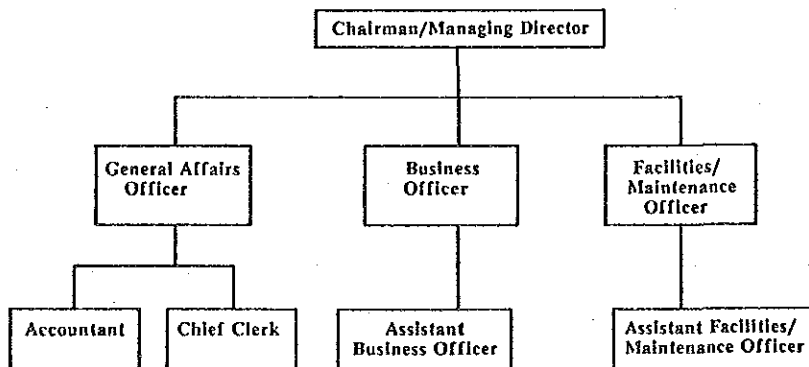 Chairman/Managing Director
General Affairs
Officer
Business
Officer
Facilities/
Maintenance
Officer
Accountant
Chief Clerk
Assistant
Business Officer
Assistant Facilities/
Maintenance Officer